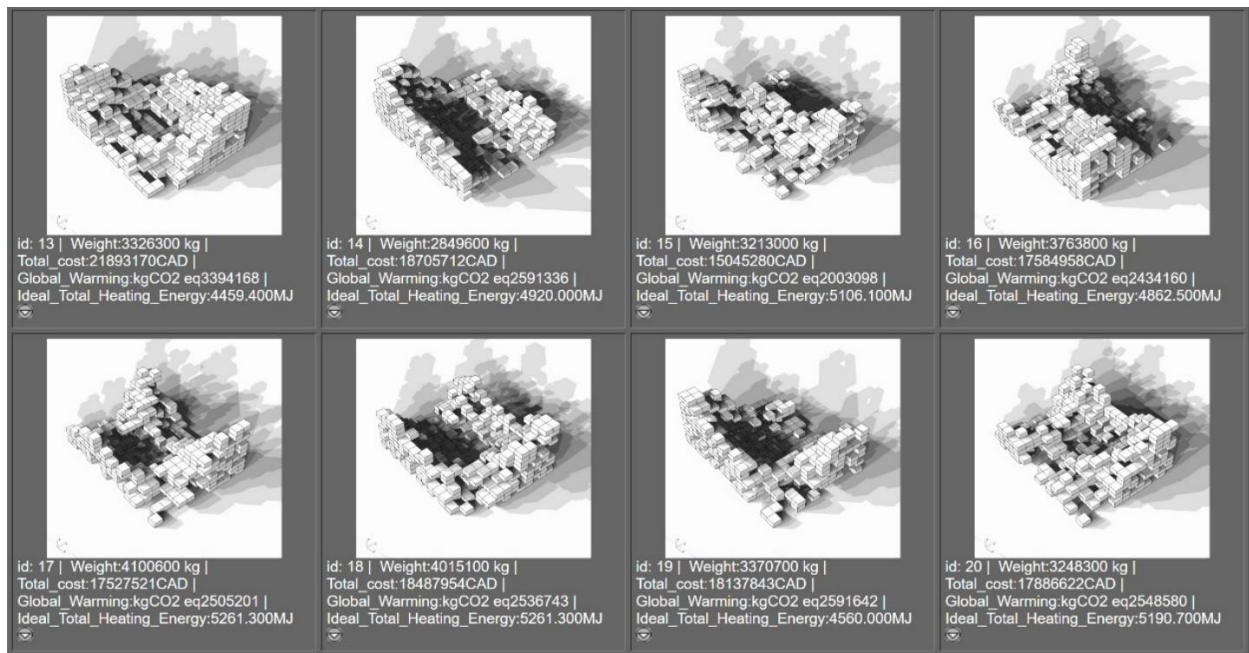 id: 13 | Weight:3326300 kg |
Total_cost:21893170CAD |
Global_Warming:kgCO2 eq3394168 |
Ideal_Total_Heating_Energy:4459.400MJ
id: 14 | Weight:2849600 kg |
Total_cost:18705712CAD |
Global_Warming:kgCO2 eq2591336 |
Ideal_Total_Heating_Energy:4920.000MJ
id: 15 | Weight:3213000 kg |
Total_cost:15045280CAD |
Global_Warming:kgCO2 eq2003098 |
Ideal_Total_Heating_Energy:5106.100MJ
id: 16 | Weight:3763800 kg |
Total_cost:17584958CAD |
Global_Warming:kgCO2 eq2434160 |
Ideal_Total_Heating_Energy:4862.500MJ
id: 17 | Weight:4100600 kg |
Total_cost:17527521CAD |
Global_Warming:kgCO2 eq2505201 |
Ideal_Total_Heating_Energy:5261.300MJ
id: 18 | Weight:4015100 kg |
Total_cost:18487954CAD |
Global_Warming:kgCO2 eq2536743 |
Ideal_Total_Heating_Energy:5261.300MJ
id: 19 | Weight:3370700 kg |
Total_cost:18137843CAD |
Global_Warming:kgCO2 eq2591642 |
Ideal_Total_Heating_Energy:4560.000MJ
id: 20 | Weight:3248300 kg |
Total_cost:17886622CAD |
Global_Warming:kgCO2 eq2548580 |
Ideal_Total_Heating_Energy:5190.700MJ